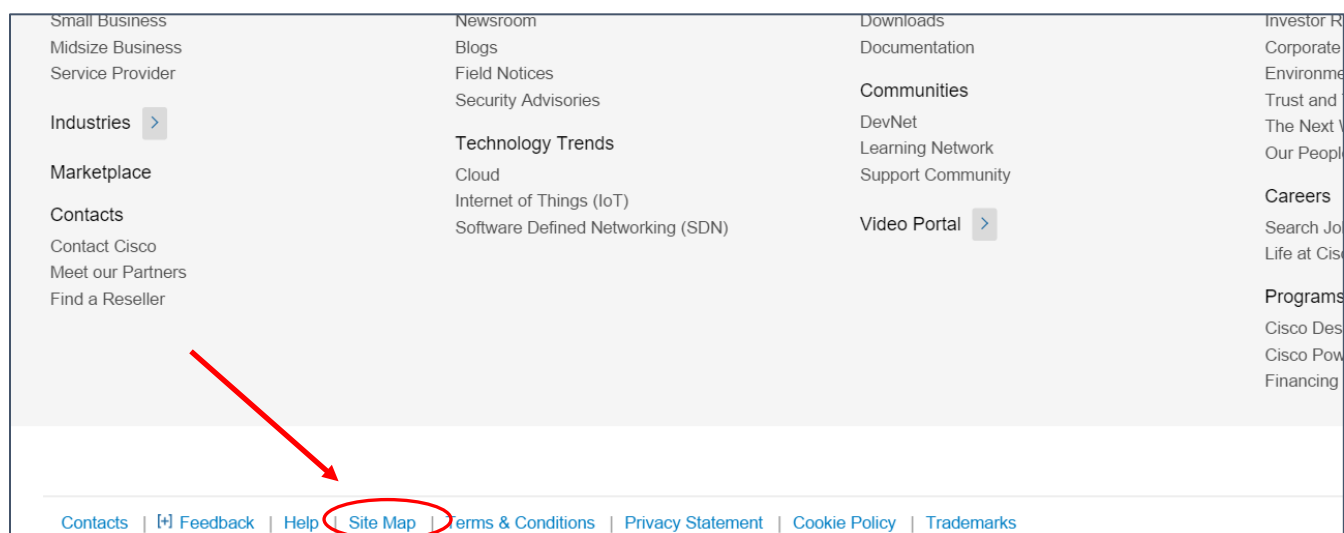 Small Business
Midsize Business
Service Provider
Industries >
Marketplace
Contacts
Contact Cisco
Meet our Partners
Find a Reseller
Newsroom
Blogs
Field Notices
Security Advisories
Technology Trends
Cloud
Internet of Things (IoT)
Software Defined Networking (SDN)
Downloads
Documentation
Communities
DevNet
Learning Network
Support Community
Video Portal >
Investor R
Corporate
Environme
Trust and
The Next
Our People
Careers
Search Jo
Life at Cis
Programs
Cisco Des
Cisco Pow
Financing
Contacts | [+] Feedback | Help | Site Map | Terms & Conditions | Privacy Statement | Cookie Policy | Trademarks